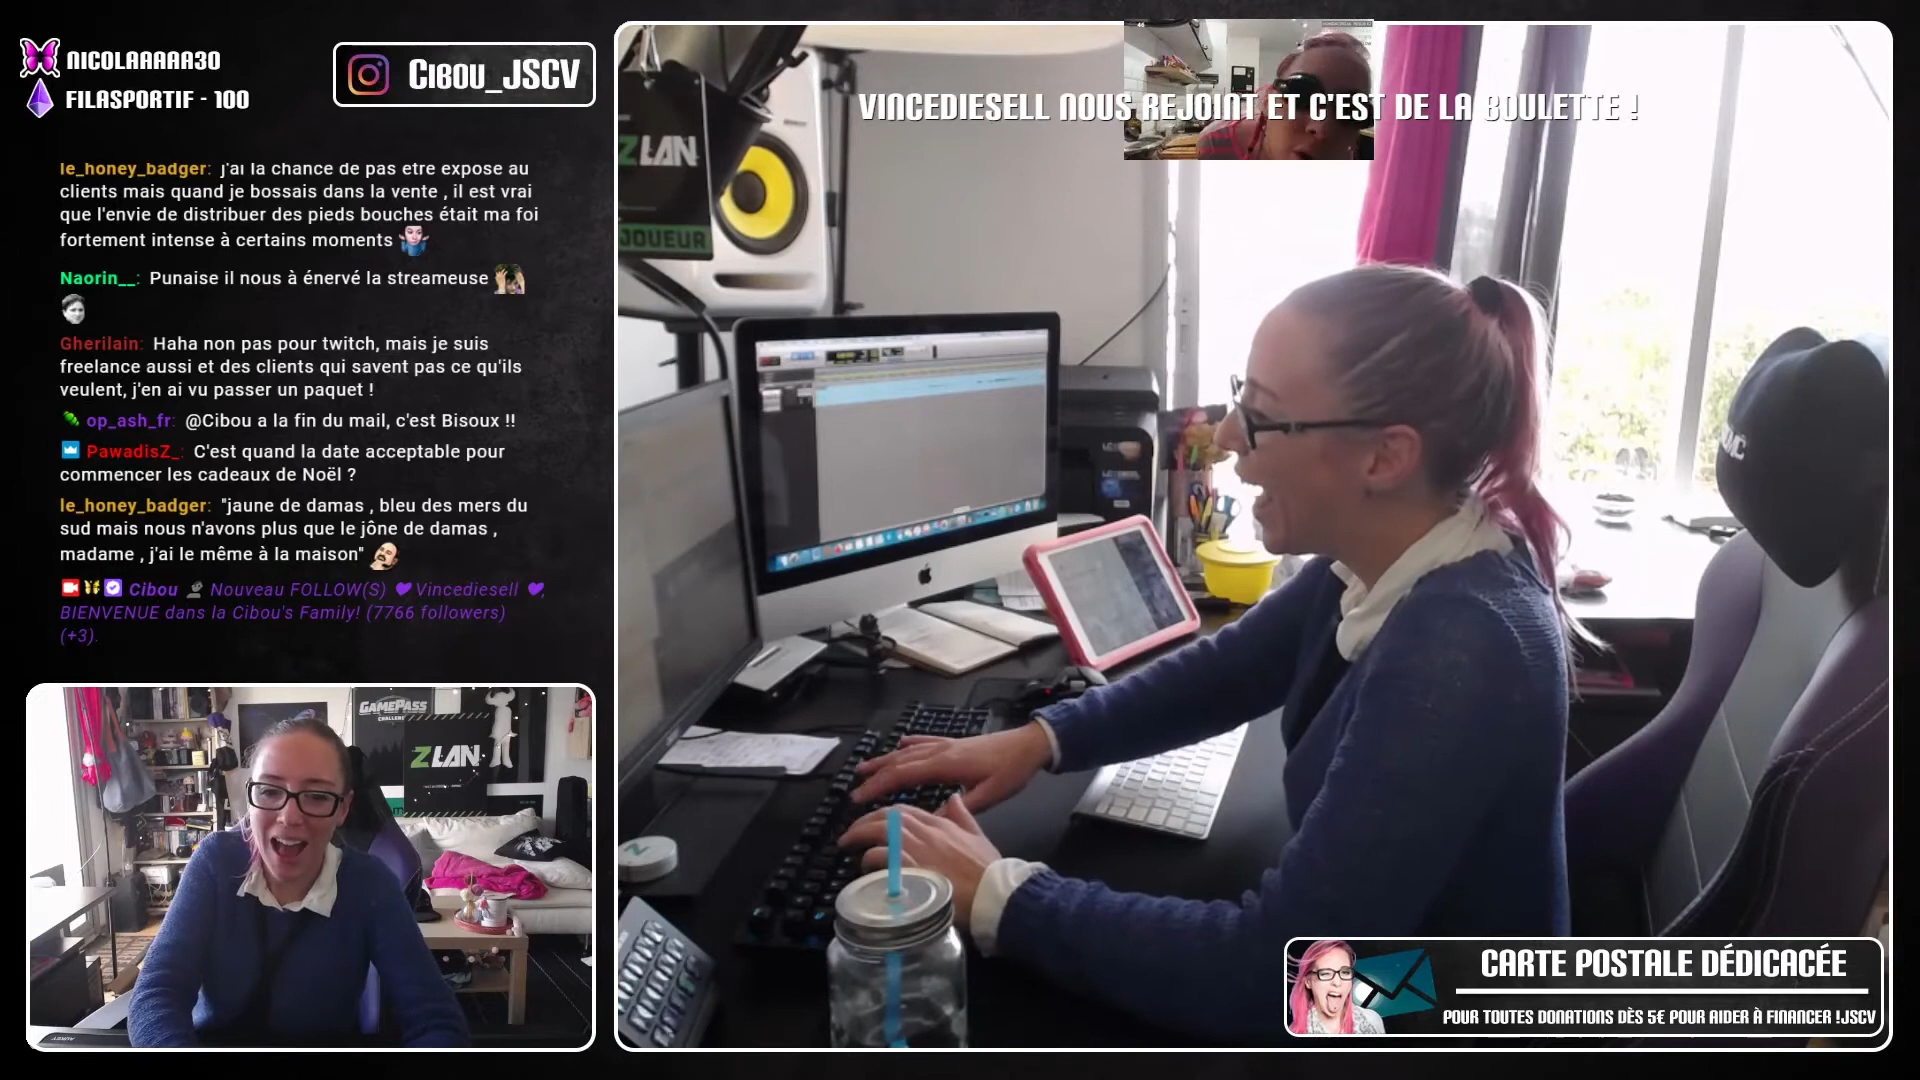 NICOLAAAAA30
FILASPORTIF - 100
CIBOU_JSCV
le_honey_badger: j'ai la chance de pas etre expose au
clients mais quand je bossais dans la vente , il est vrai
que l'envie de distribuer des pieds bouches était ma foi
fortement intense à certains moments
Naorin__: Punaise il nous à énervé la streameuse
Gherilain: Haha non pas pour twitch, mais je suis
freelance aussi et des clients qui savent pas ce qu'ils
veulent, j'en ai vu passer un paquet !
op_ash_fr: @Cibou a la fin du mail, c'est Bisoux !!
PawadisZ_: C'est quand la date acceptable pour
commencer les cadeaux de Noël ?
le_honey_badger: "jaune de damas , bleu des mers du
sud mais nous n'avons plus que le jône de damas ,
madame , j'ai le même à la maison"
Cibou Nouveau FOLLOW(S) Vincediesell ,
BIENVENUE dans la Cibou's Family! (7766 followers)
(+3).
VINCEDIESELL NOUS REJOINT ET C'EST DE LA BOULETTE !
ZLAN
JOUEUR
GAMEPASS
CHALLENGE
ZLAN
CARTE POSTALE DÉDICACÉE
POUR TOUTES DONATIONS DÈS 5€ POUR AIDER À FINANCER !JSCV